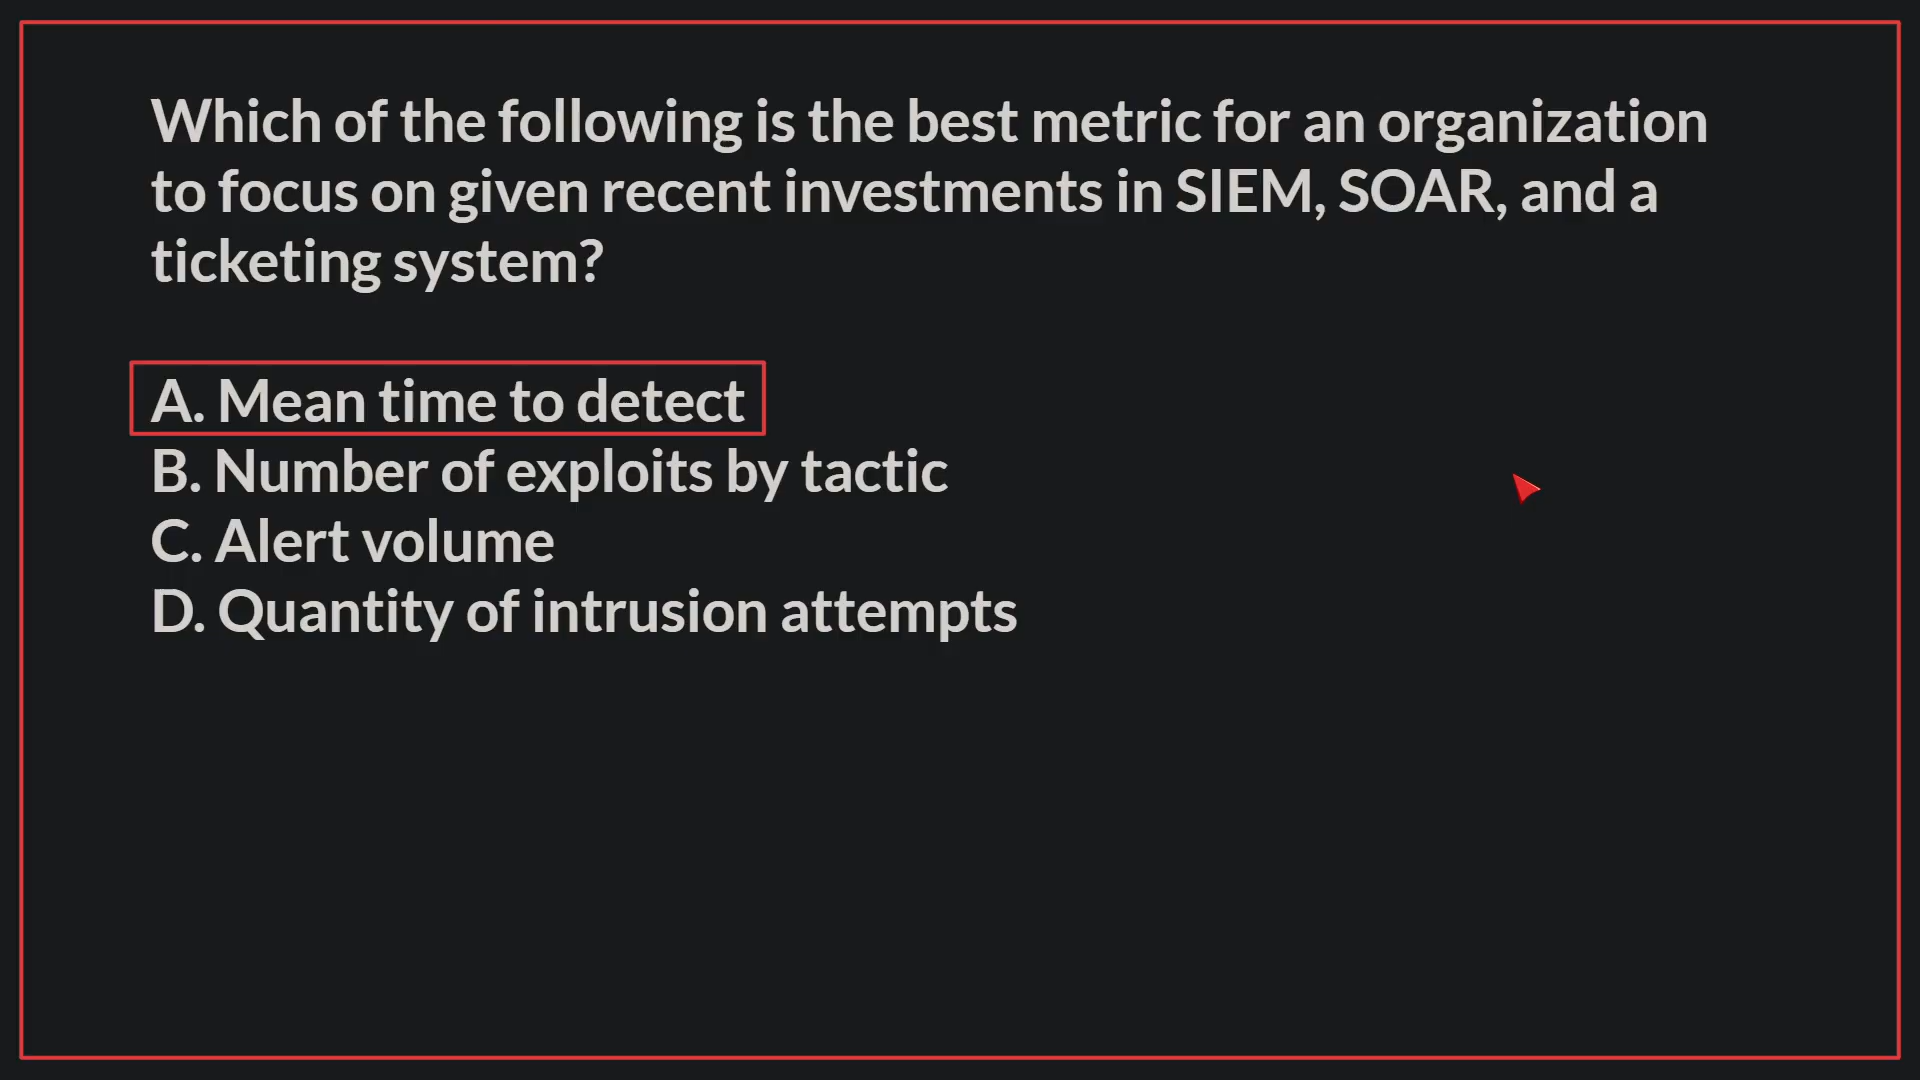 Which of the following is the best metric for an organization
to focus on given recent investments in SIEM, SOAR, and a
ticketing system?
A. Mean time to detect
B. Number of exploits by tactic
C. Alert volume
D. Quantity of intrusion attempts